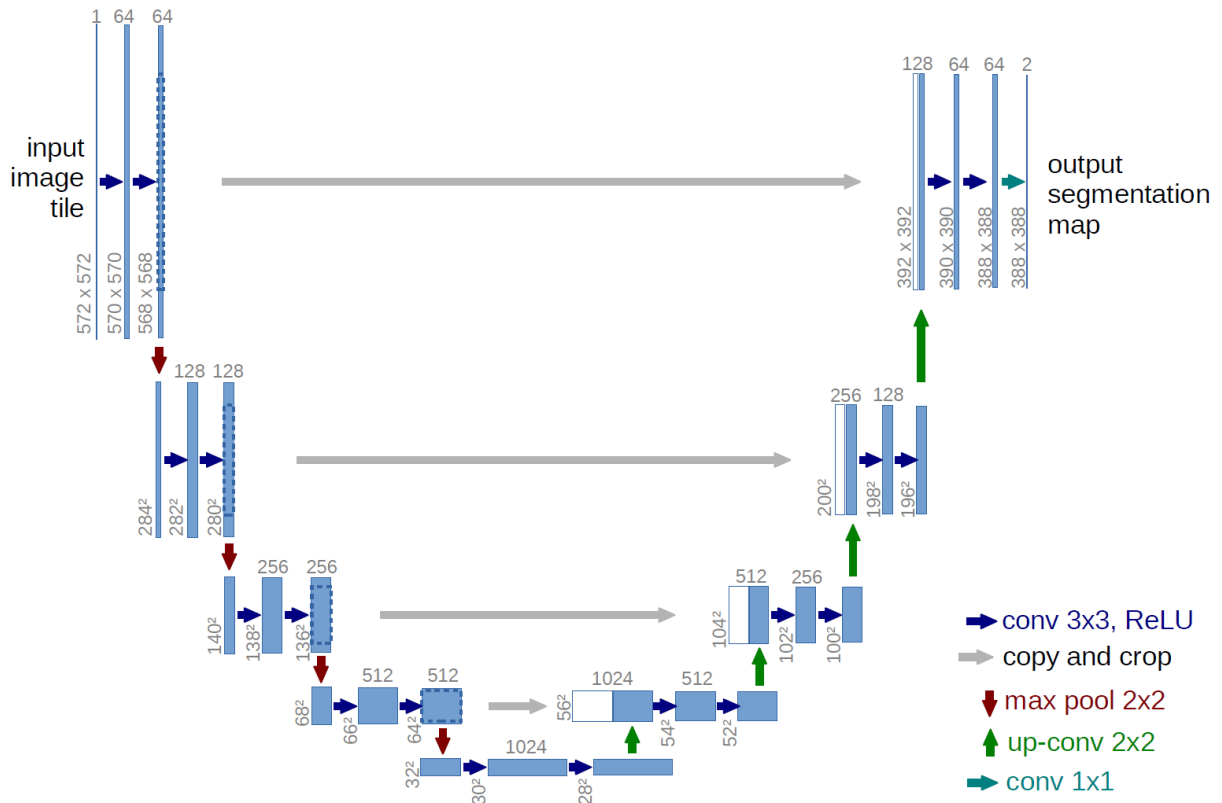 1 64 64
input
image
tile
572 x 572
570 x 570
568 x 568
128 64 64 2
392 x 392
390 x 390
388 x 388
388 x 388
output
segmentation
map
128 128
284²
282²
280²
256 128
200²
198²
196²
256 256
140²
138²
136²
512 256
104²
102²
100²
512 512
68²
66²
64²
1024 512
56²
54²
52²
1024
32²
30²
28²
conv 3x3, ReLU
copy and crop
max pool 2x2
up-conv 2x2
conv 1x1